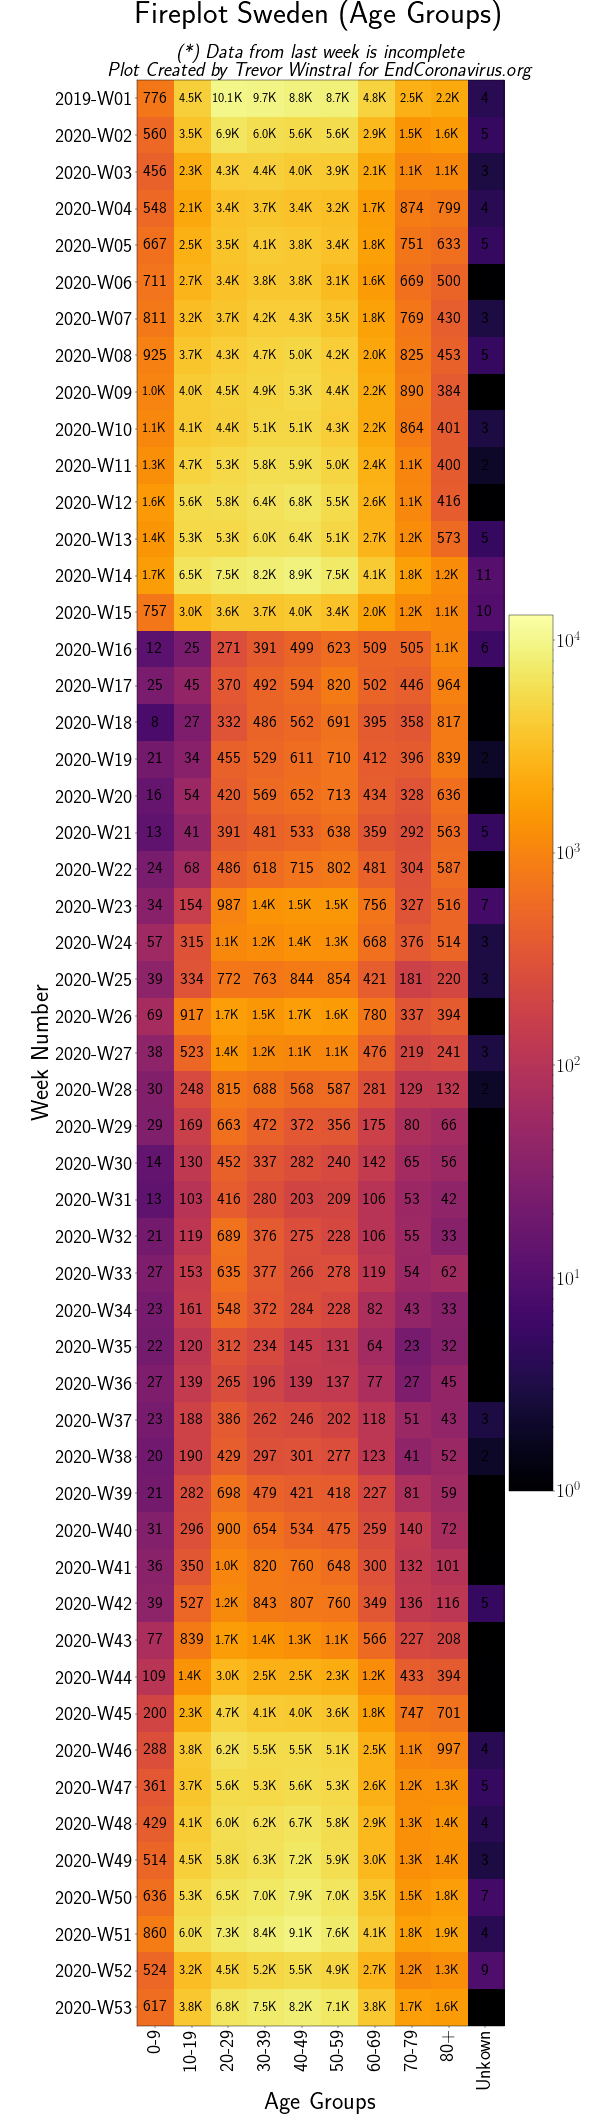 Fireplot Sweden (Age Groups)
(*) Data from last week is incomplete
Plot Created by Trevor Winstral for EndCoronavirus.org
2019-W01 776 4.5K 10.1K 9.7K 8.8K 8.7K 4.8K 2.5K 2.2K 4
2020-W02 560 3.5K 6.9K 6.0K 5.6K 5.6K 2.9K 1.5K 1.6K 5
2020-W03 456 2.3K 4.3K 4.4K 4.0K 3.9K 2.1K 1.1K 1.1K 3
2020-W04 548 2.1K 3.4K 3.7K 3.4K 3.2K 1.7K 874 799 4
2020-W05 667 2.5K 3.5K 4.1K 3.8K 3.4K 1.8K 751 633 5
2020-W06 711 2.7K 3.4K 3.8K 3.8K 3.1K 1.6K 669 500
2020-W07 811 3.2K 3.7K 4.2K 4.3K 3.5K 1.8K 769 430 3
2020-W08 925 3.7K 4.3K 4.7K 5.0K 4.2K 2.0K 825 453 5
2020-W09 1.0K 4.0K 4.5K 4.9K 5.3K 4.4K 2.2K 890 384
2020-W10 1.1K 4.1K 4.4K 5.1K 5.1K 4.3K 2.2K 864 401 3
2020-W11 1.3K 4.7K 5.3K 5.8K 5.9K 5.0K 2.4K 1.1K 400 2
2020-W12 1.6K 5.6K 5.8K 6.4K 6.8K 5.5K 2.6K 1.1K 416
2020-W13 1.4K 5.3K 5.3K 6.0K 6.4K 5.1K 2.7K 1.2K 573 5
2020-W14 1.7K 6.5K 7.5K 8.2K 8.9K 7.5K 4.1K 1.8K 1.2K 11
2020-W15 757 3.0K 3.6K 3.7K 4.0K 3.4K 2.0K 1.2K 1.1K 10
2020-W16 12 25 271 391 499 623 509 505 1.1K 6
2020-W17 25 45 370 492 594 820 502 446 964
2020-W18 8 27 332 486 562 691 395 358 817
2020-W19 21 34 455 529 611 710 412 396 839 2
2020-W20 16 54 420 569 652 713 434 328 636
2020-W21 13 41 391 481 533 638 359 292 563 5
2020-W22 24 68 486 618 715 802 481 304 587
2020-W23 34 154 987 1.4K 1.5K 1.5K 756 327 516 7
2020-W24 57 315 1.1K 1.2K 1.4K 1.3K 668 376 514 3
2020-W25 39 334 772 763 844 854 421 181 220 3
2020-W26 69 917 1.7K 1.5K 1.7K 1.6K 780 337 394
2020-W27 38 523 1.4K 1.2K 1.1K 1.1K 476 219 241 3
2020-W28 30 248 815 688 568 587 281 129 132 2
2020-W29 29 169 663 472 372 356 175 80 66
2020-W30 14 130 452 337 282 240 142 65 56
2020-W31 13 103 416 280 203 209 106 53 42
2020-W32 21 119 689 376 275 228 106 55 33
2020-W33 27 153 635 377 266 278 119 54 62
2020-W34 23 161 548 372 284 228 82 43 33
2020-W35 22 120 312 234 145 131 64 23 32
2020-W36 27 139 265 196 139 137 77 27 45
2020-W37 23 188 386 262 246 202 118 51 43 3
2020-W38 20 190 429 297 301 277 123 41 52 2
2020-W39 21 282 698 479 421 418 227 81 59
2020-W40 31 296 900 654 534 475 259 140 72
2020-W41 36 350 1.0K 820 760 648 300 132 101
2020-W42 39 527 1.2K 843 807 760 349 136 116 5
2020-W43 77 839 1.7K 1.4K 1.3K 1.1K 566 227 208
2020-W44 109 1.4K 3.0K 2.5K 2.5K 2.3K 1.2K 433 394
2020-W45 200 2.3K 4.7K 4.1K 4.0K 3.6K 1.8K 747 701
2020-W46 288 3.8K 6.2K 5.5K 5.5K 5.1K 2.5K 1.1K 997 4
2020-W47 361 3.7K 5.6K 5.3K 5.6K 5.3K 2.6K 1.2K 1.3K 5
2020-W48 429 4.1K 6.0K 6.2K 6.7K 5.8K 2.9K 1.3K 1.4K 4
2020-W49 514 4.5K 5.8K 6.3K 7.2K 5.9K 3.0K 1.3K 1.4K 3
2020-W50 636 5.3K 6.5K 7.0K 7.9K 7.0K 3.5K 1.5K 1.8K 7
2020-W51 860 6.0K 7.3K 8.4K 9.1K 7.6K 4.1K 1.8K 1.9K 4
2020-W52 524 3.2K 4.5K 5.2K 5.5K 4.9K 2.7K 1.2K 1.3K 9
2020-W53 617 3.8K 6.8K 7.5K 8.2K 7.1K 3.8K 1.7K 1.6K
0-9 10-19 20-29 30-39 40-49 50-59 60-69 70-79 80+ Unkown
Age Groups
Week Number
10⁴
10³
10²
10¹
10⁰